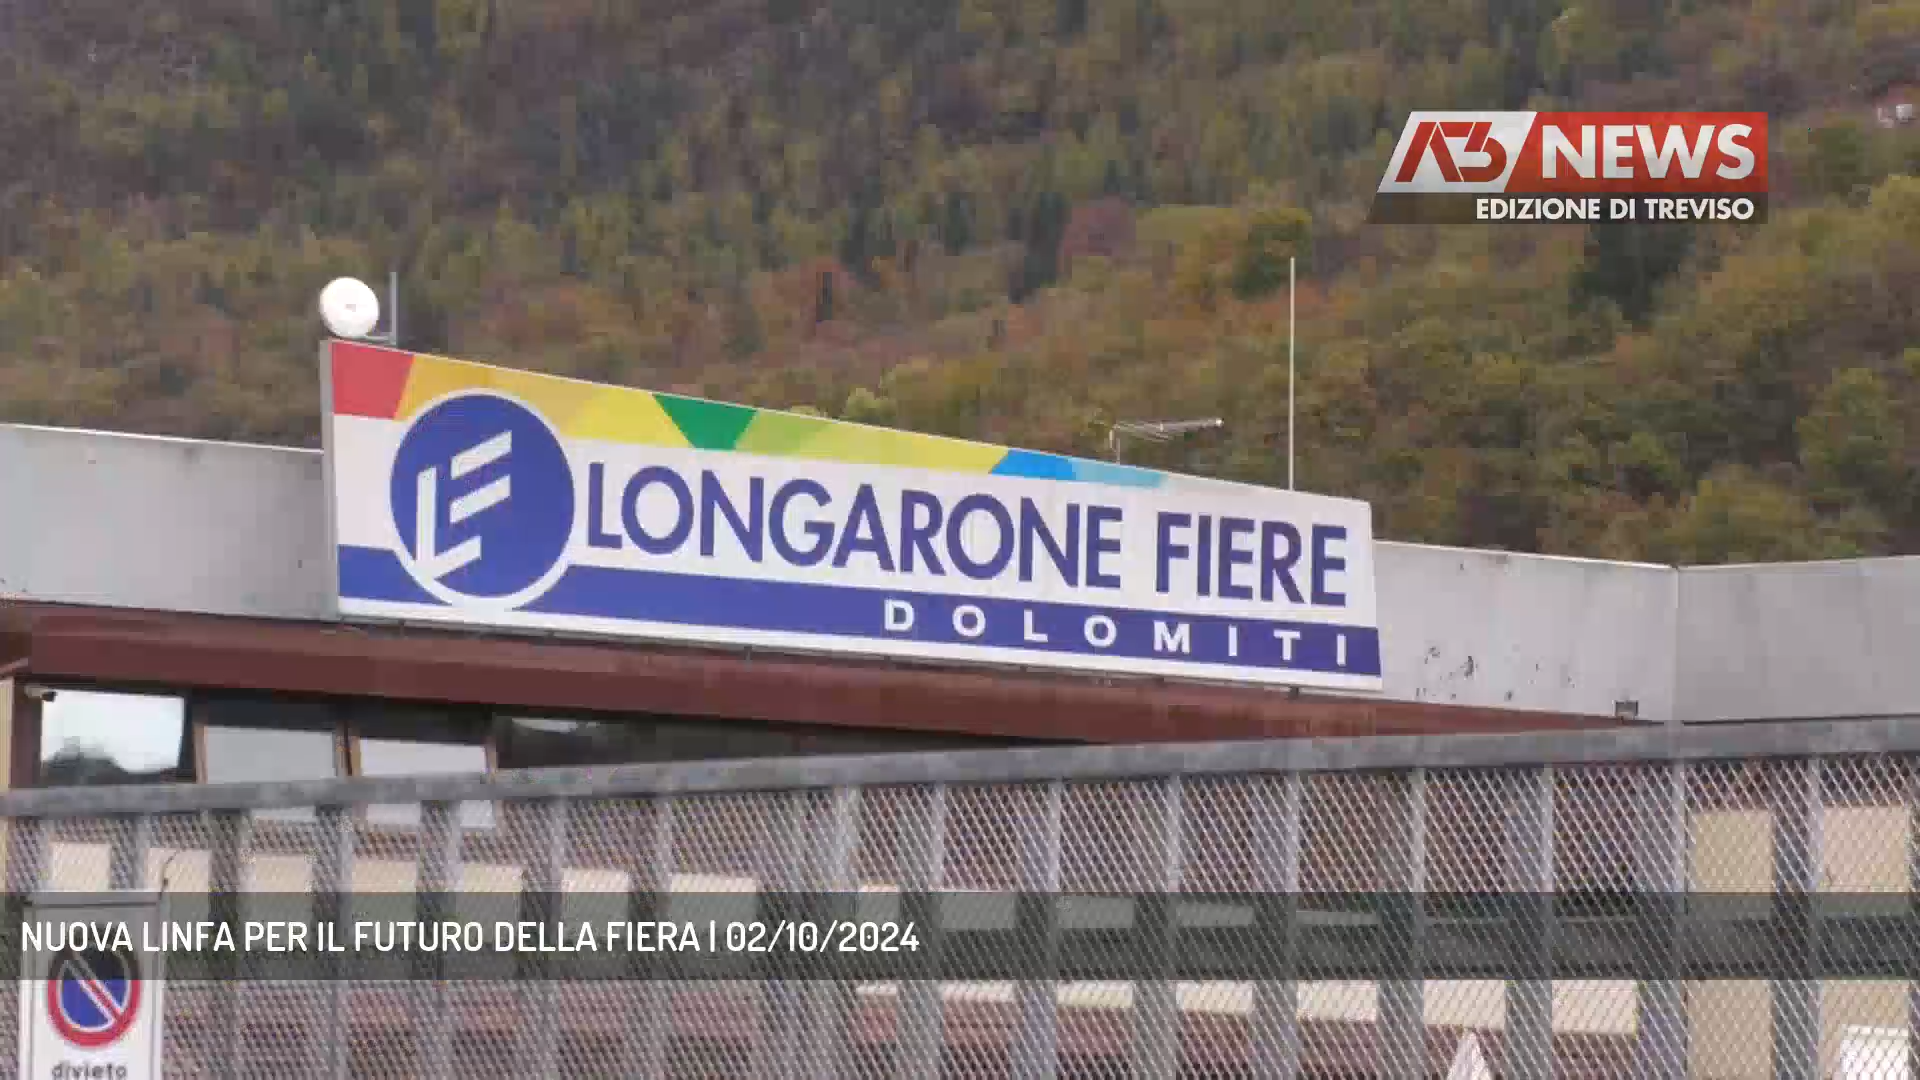 A3 NEWS
EDIZIONE DI TREVISO
LONGARONE FIERE
DOLOMITI
NUOVA LINFA PER IL FUTURO DELLA FIERA | 02/10/2024
divieto